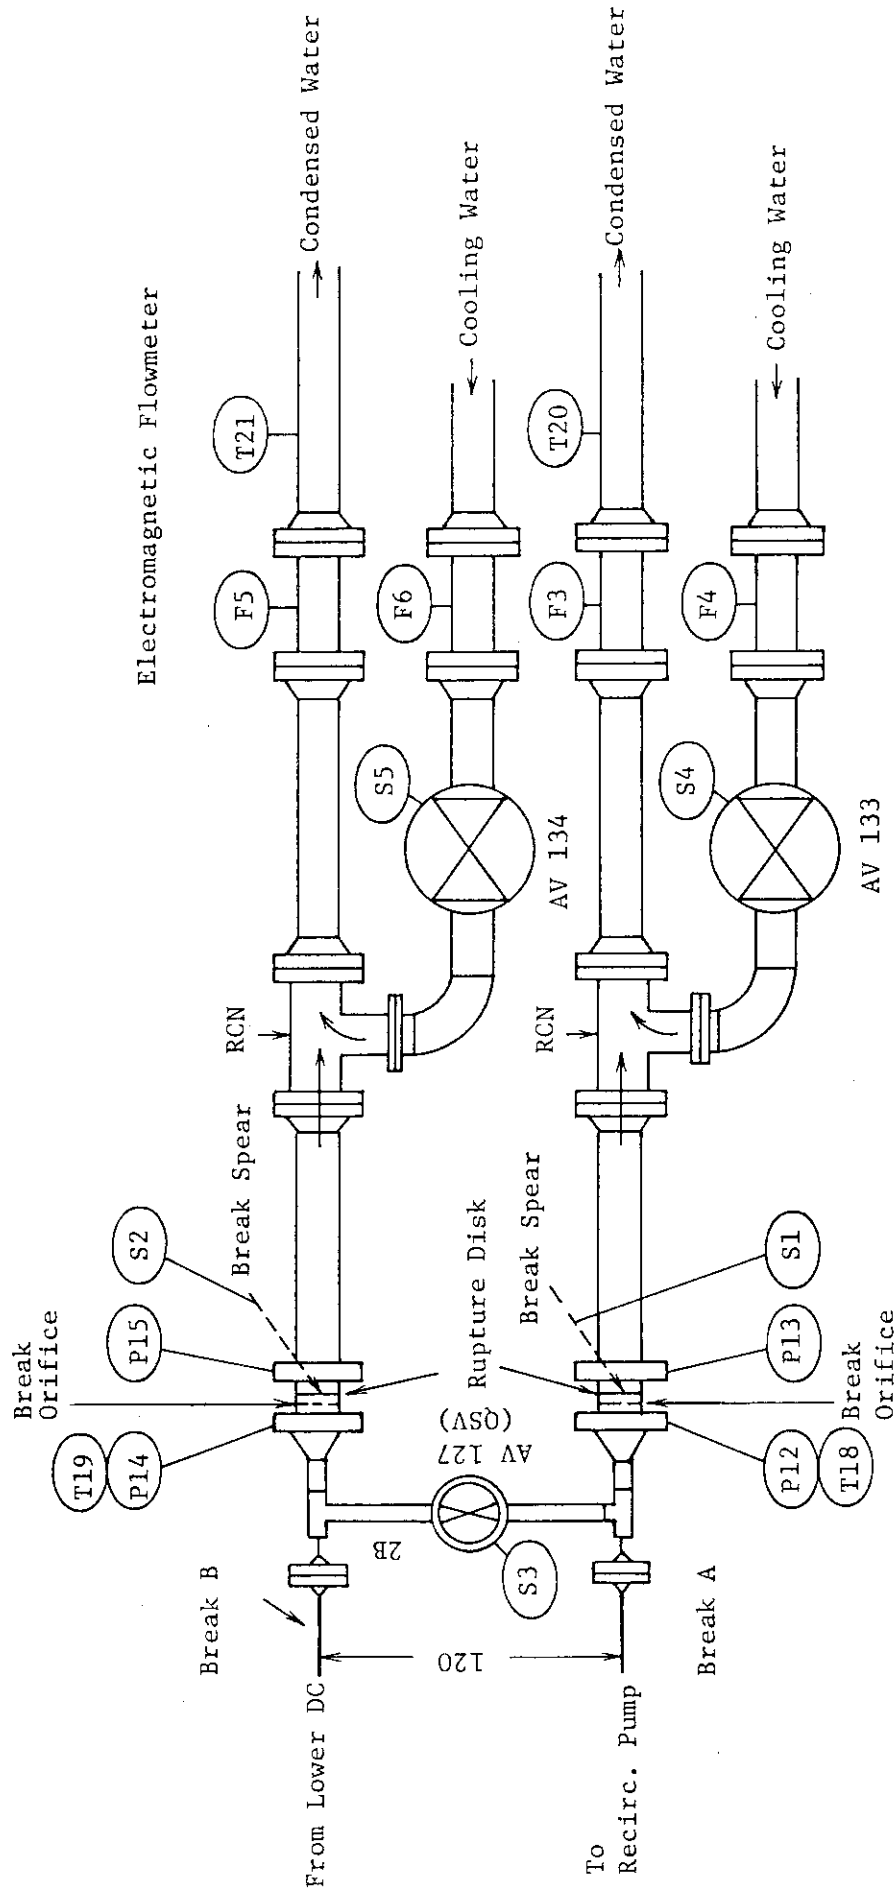 Electromagnetic Flowmeter
Break
Orifice
T19
P14
P15
S2
Break Spear
RCN
F5
T21
Condensed Water
Break B
From Lower DC
2B
AV 127
(QSV)
S3
120
Rupture Disk
S5
AV 134
F6
Cooling Water
Break Spear
RCN
F3
T20
Condensed Water
To
Recirc. Pump
Break A
P12
T18
P13
S1
Break
Orifice
S4
AV 133
F4
Cooling Water